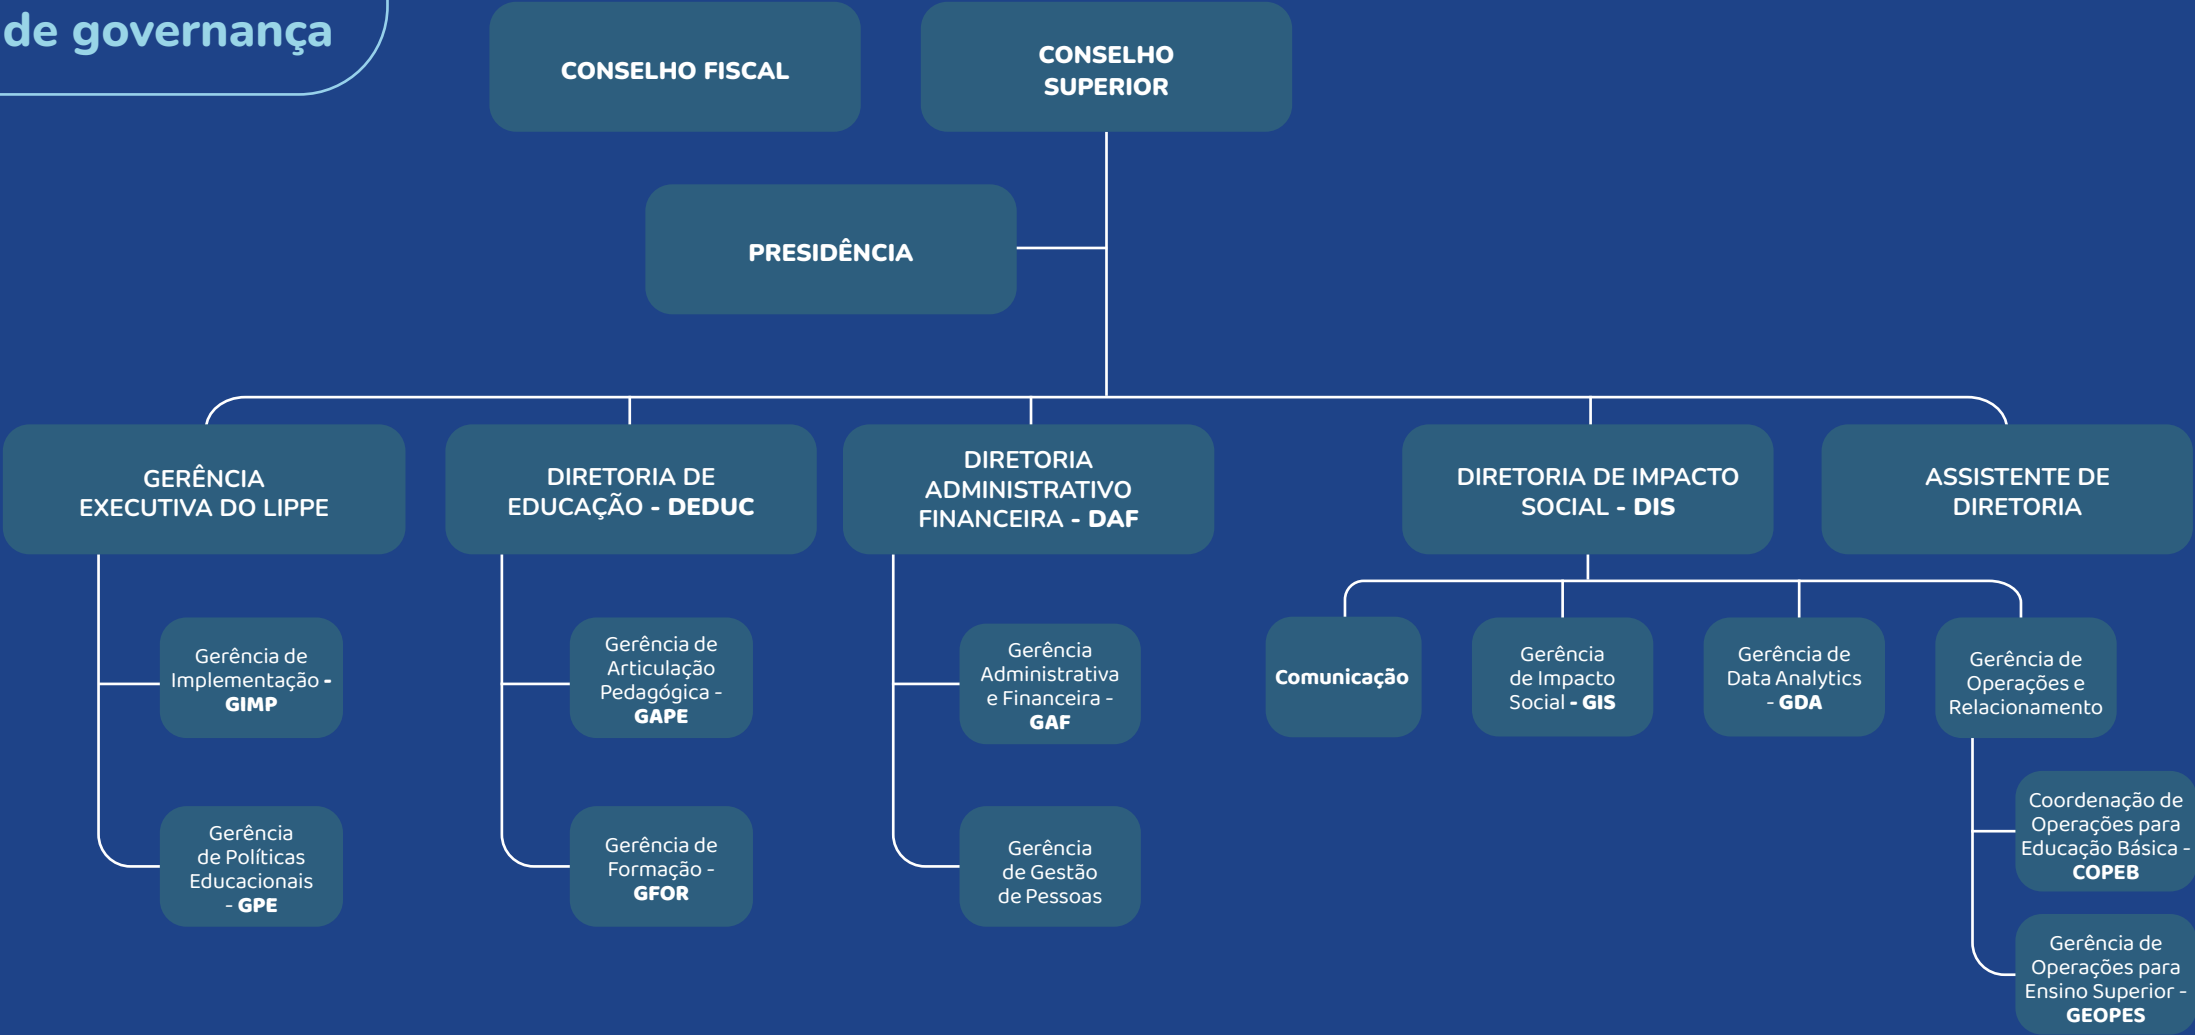 de governança
CONSELHO FISCAL
CONSELHO
SUPERIOR
PRESIDÊNCIA
GERÊNCIA
EXECUTIVA DO LIPPE
DIRETORIA DE
EDUCAÇÃO - DEDUC
DIRETORIA
ADMINISTRATIVO
FINANCEIRA - DAF
DIRETORIA DE IMPACTO
SOCIAL - DIS
ASSISTENTE DE
DIRETORIA
Gerência de
Implementação -
GIMP
Gerência
de Políticas
Educacionais
- GPE
Gerência de
Articulação
Pedagógica -
GAPE
Gerência de
Formação -
GFOR
Gerência
Administrativa
e Financeira -
GAF
Gerência
de Gestão
de Pessoas
Comunicação
Gerência
de Impacto
Social - GIS
Gerência de
Data Analytics
- GDA
Gerência de
Operações e
Relacionamento
Coordenação de
Operações para
Educação Básica -
COPEB
Gerência de
Operações para
Ensino Superior -
GEOPES